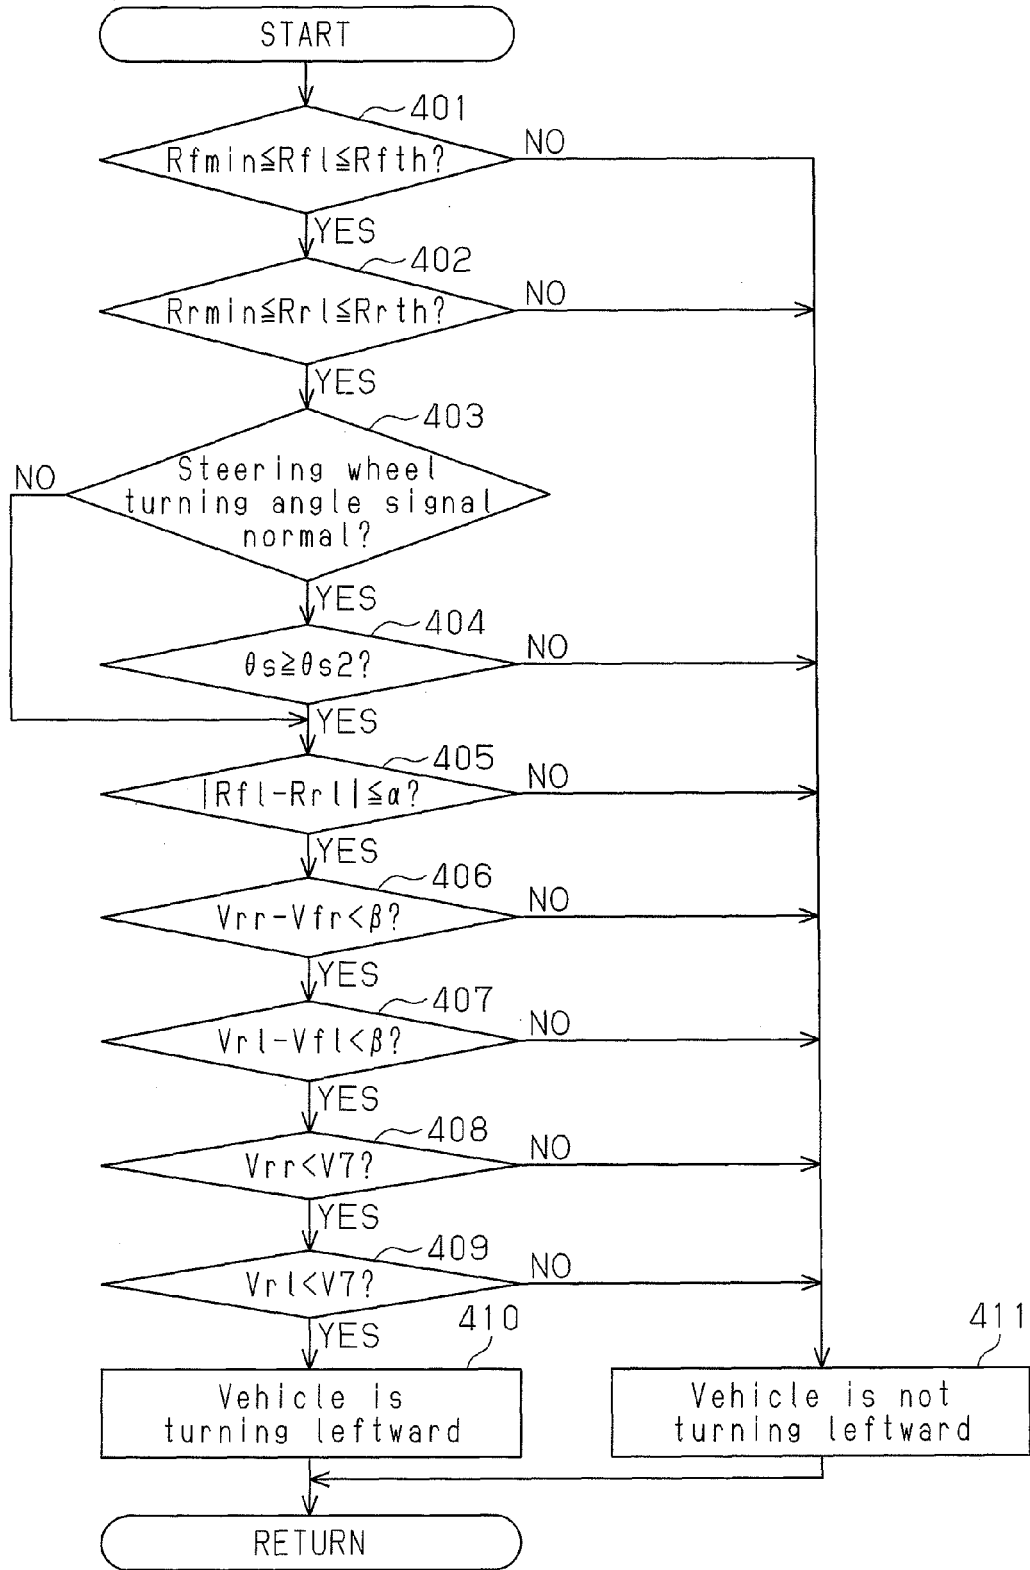 START
401
Rfmin≦Rfl≦Rfth?
NO
YES
402
Rrmin≦Rrl≦Rrth?
NO
YES
403
Steering wheel
turning angle signal
normal?
NO
YES
404
θs≧θs2?
NO
YES
405
|Rfl-Rrl|≦α?
NO
YES
406
Vrr-Vfr<β?
NO
YES
407
Vrl-Vfl<β?
NO
YES
408
Vrr<V7?
NO
YES
409
Vrl<V7?
NO
YES
410
Vehicle is
turning leftward
411
Vehicle is not
turning leftward
RETURN